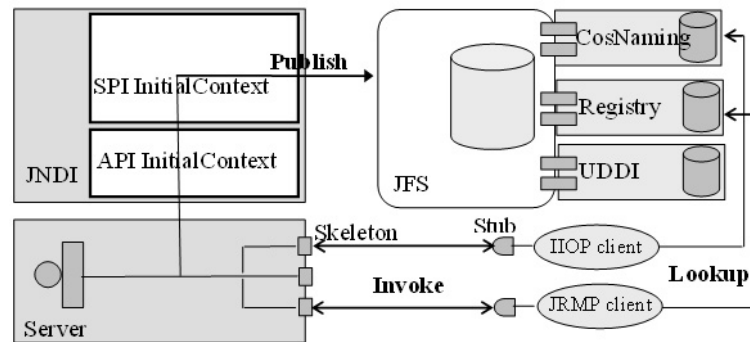 CosNaming
Publish
SPI InitialContext
Registry
API InitialContext
JNDI
JFS
UDDI
Skeleton
Stub
IIOP client
Lookup
Invoke
JRMP client
Server